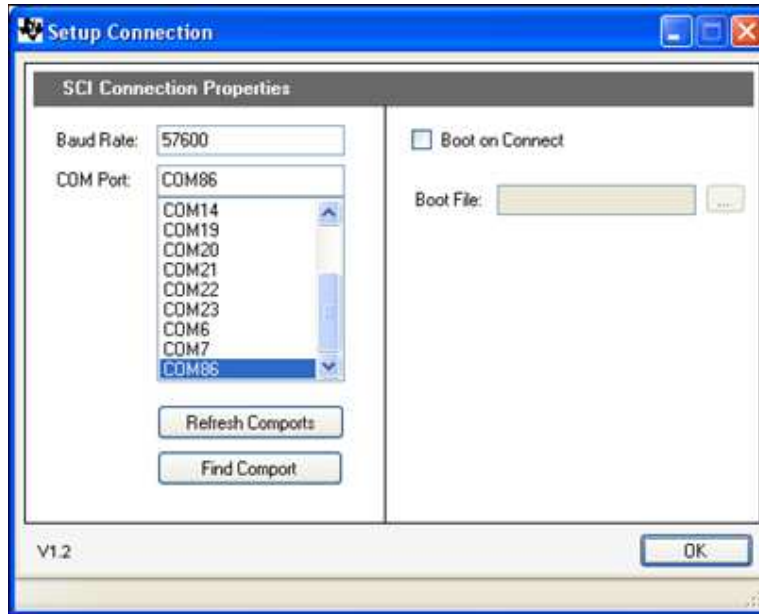 Setup Connection
SCI Connection Properties
Baud Rate: 57600
COM Port: COM86
COM14
COM19
COM20
COM21
COM22
COM23
COM6
COM7
COM86
Refresh Comports
Find Comport
Boot on Connect
Boot File: ...
V1.2
OK